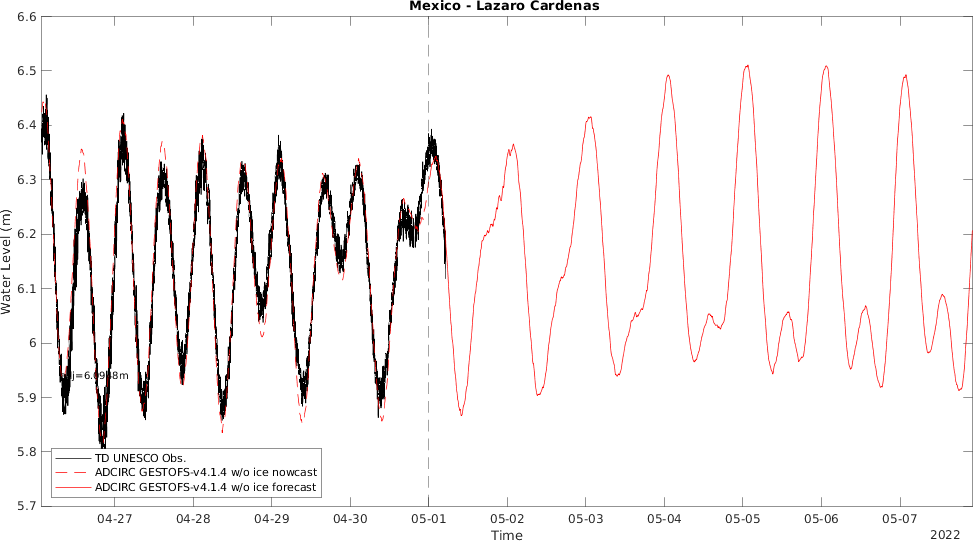 Mexico - Lazaro Cardenas
Water Level (m)
6.6
6.5
6.4
6.3
6.2
6.1
6
5.9
5.8
5.7
TD UNESCO Obs.
ADCIRC GESTOFS-v4.1.4 w/o ice nowcast
ADCIRC GESTOFS-v4.1.4 w/o ice forecast
04-27 04-28 04-29 04-30 05-01 05-02 05-03 05-04 05-05 05-06 05-07
Time
2022